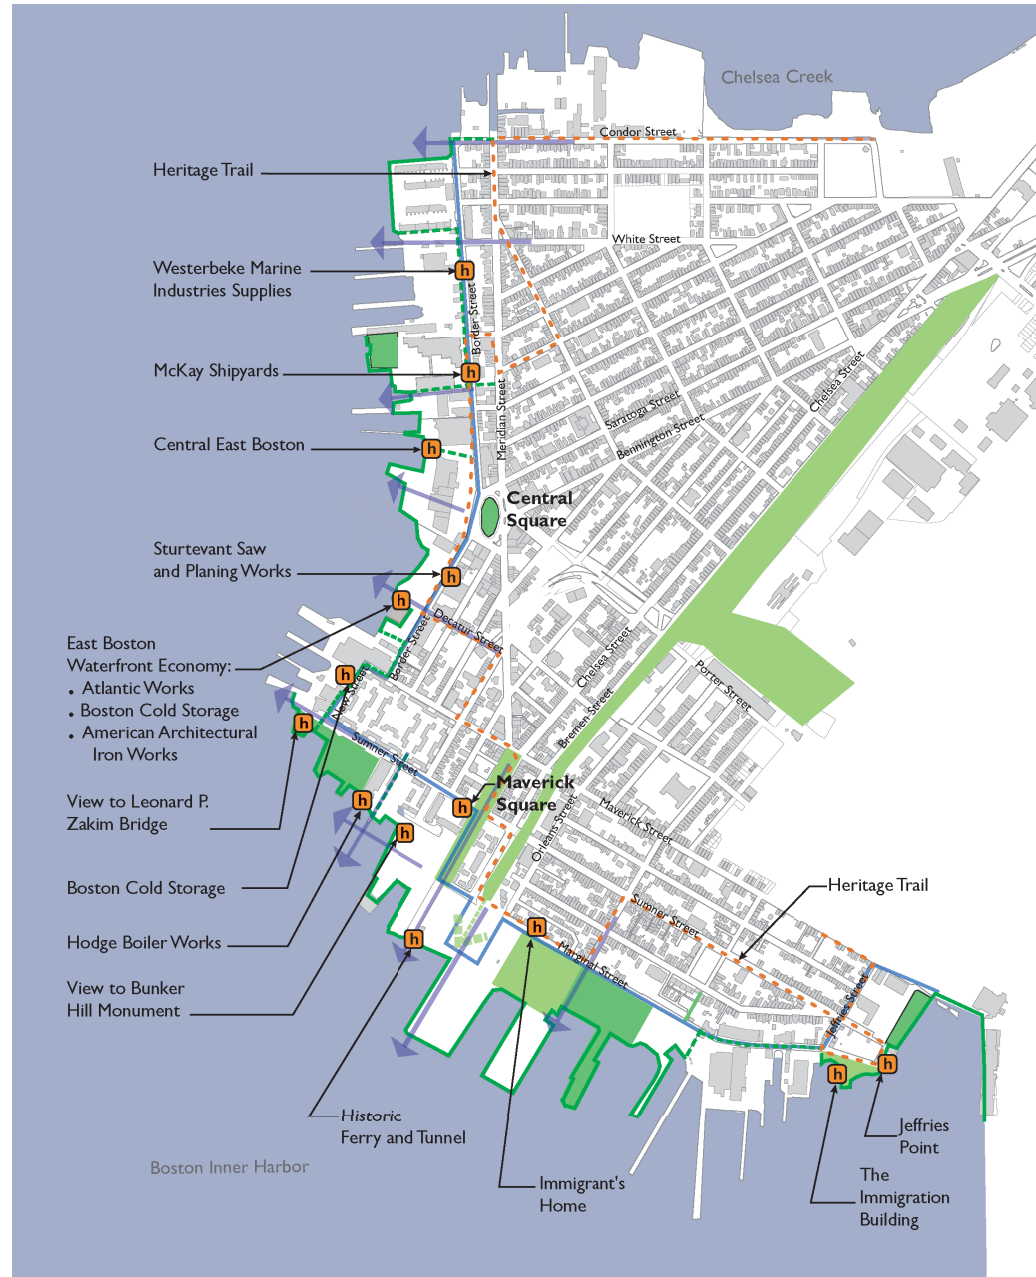 Chelsea Creek
Condor Street
Heritage Trail
White Street
Westerbeke Marine
Industries Supplies
h
Border Street
McKay Shipyards
h
Chelsea Street
Meridian Street
Saratoga Street
Bennington Street
Central East Boston
h
Central
Square
Sturtevant Saw
and Planing Works
h
h
Decatur Street
Border Street
East Boston
Waterfront Economy:
• Atlantic Works
• Boston Cold Storage
• American Architectural
Iron Works
Chelsea Street
Porter Street
h
New Street
Bremen Street
h
Sumner Street
Maverick
Square
h
View to Leonard P.
Zakim Bridge
h
Maverick Street
Orleans Street
h
Boston Cold Storage
Heritage Trail
Sumner Street
Hodge Boiler Works
h
h
Marginal Street
View to Bunker
Hill Monument
Jeffries Street
h
h
Historic
Ferry and Tunnel
Jeffries
Point
Boston Inner Harbor
Immigrant's
Home
The
Immigration
Building